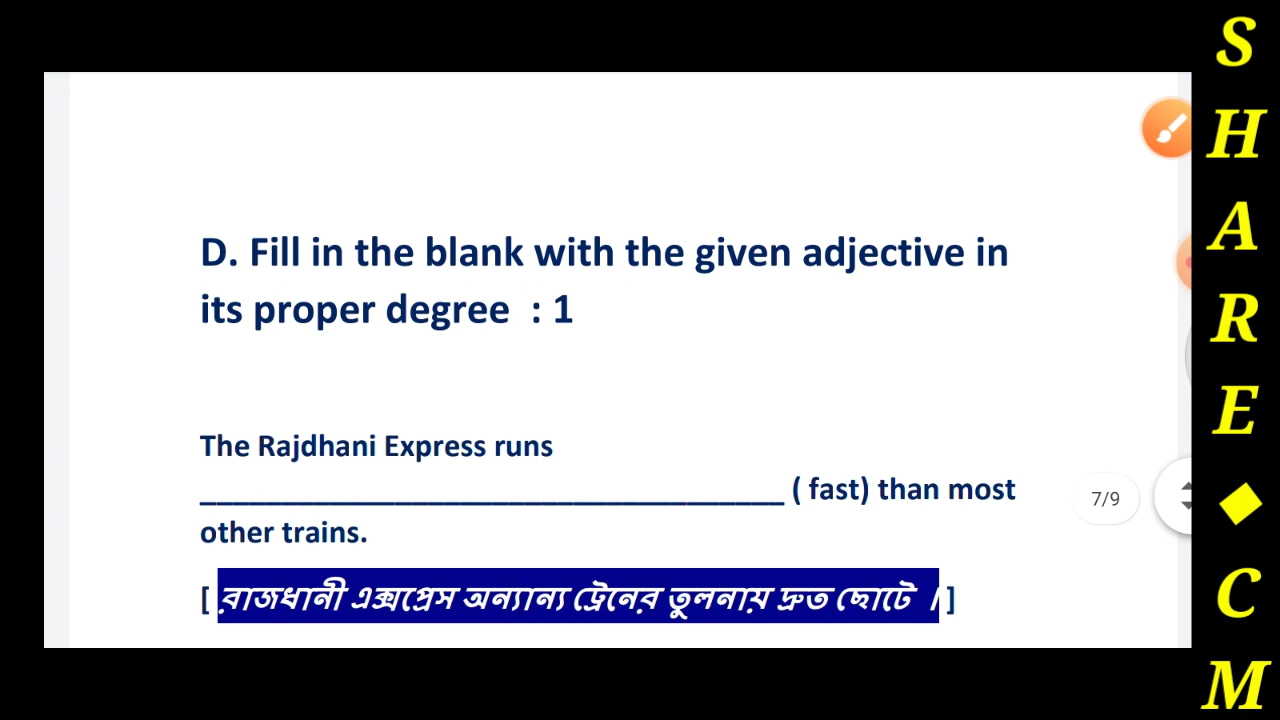 D. Fill in the blank with the given adjective in
its proper degree : 1
The Rajdhani Express runs
____________________________________ ( fast) than most
other trains.
[ রাজধানী এক্সপ্রেস অন্যান্য ট্রেনের তুলনায় দ্রুত ছোটে । ]
7/9
S
H
A
R
E
◆
C
M